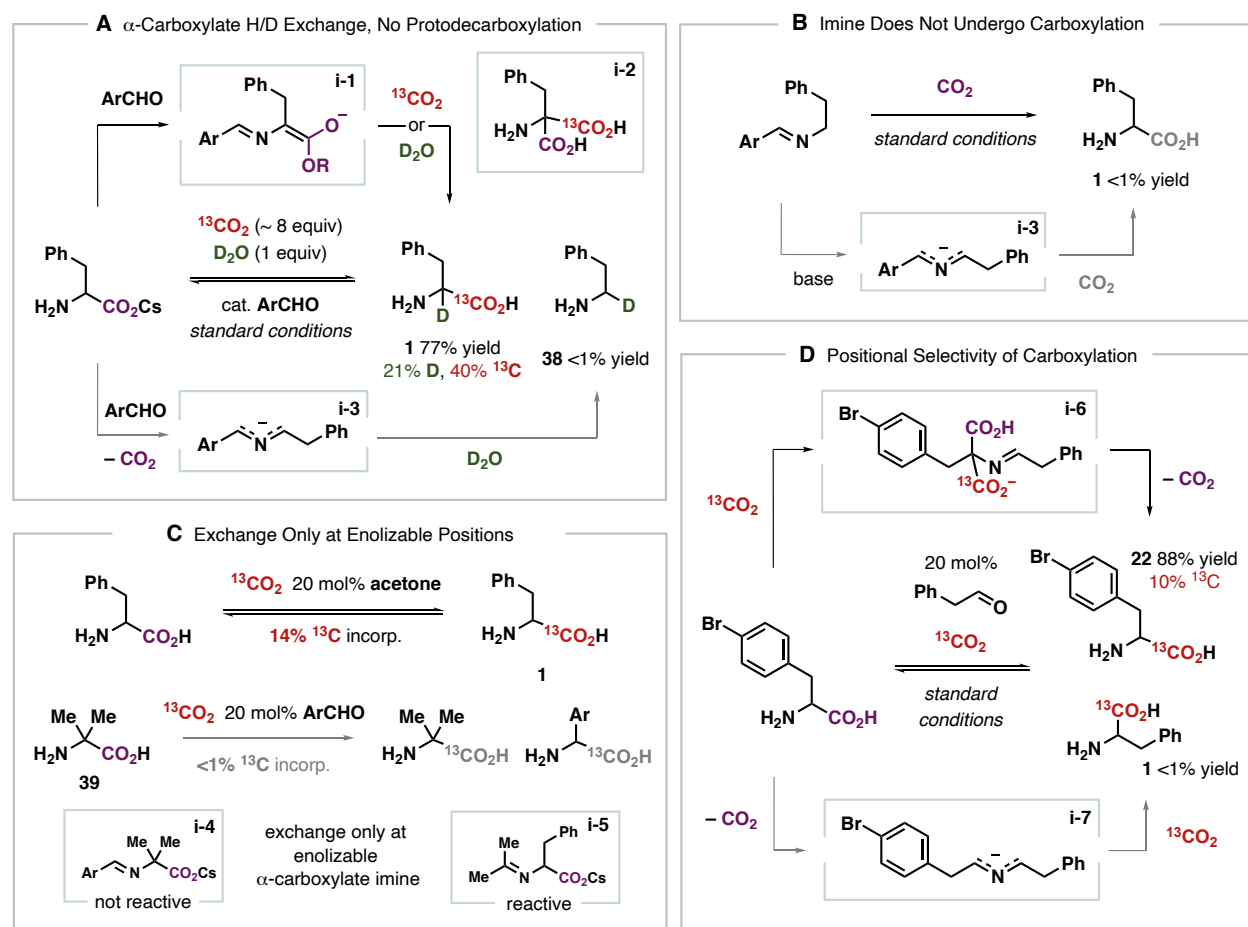 A α-Carboxylate H/D Exchange, No Protodecarboxylation
ArCHO
i-1
Ph
Ar
N
O−
OR
13CO2
or
D2O
i-2
Ph
H2N
13CO2H
CO2H
Ph
H2N
CO2Cs
13CO2 (~ 8 equiv)
D2O (1 equiv)
cat. ArCHO
standard conditions
Ph
H2N
13CO2H
D
1 77% yield
21% D, 40% 13C
Ph
H2N
D
38 <1% yield
ArCHO
– CO2
i-3
Ar
N
−
Ph
D2O
B Imine Does Not Undergo Carboxylation
Ph
Ar
N
CO2
standard conditions
Ph
H2N
CO2H
1 <1% yield
base
i-3
Ar
N
−
Ph
CO2
C Exchange Only at Enolizable Positions
Ph
H2N
CO2H
13CO2 20 mol% acetone
14% 13C incorp.
Ph
H2N
13CO2H
1
Me Me
H2N
CO2H
39
13CO2 20 mol% ArCHO
<1% 13C incorp.
Me Me
H2N
13CO2H
Ar
H2N
13CO2H
i-4
Me Me
Ar
N
CO2Cs
not reactive
exchange only at
enolizable
α-carboxylate imine
i-5
Me
Ph
Me
N
CO2Cs
reactive
D Positional Selectivity of Carboxylation
i-6
Br
CO2H
N
Ph
13CO2−
13CO2
– CO2
Br
H2N
CO2H
20 mol%
Ph
O
13CO2
standard
conditions
22 88% yield
10% 13C
Br
H2N
13CO2H
13CO2H
H2N
Ph
1 <1% yield
– CO2
i-7
Br
N
−
Ph
13CO2